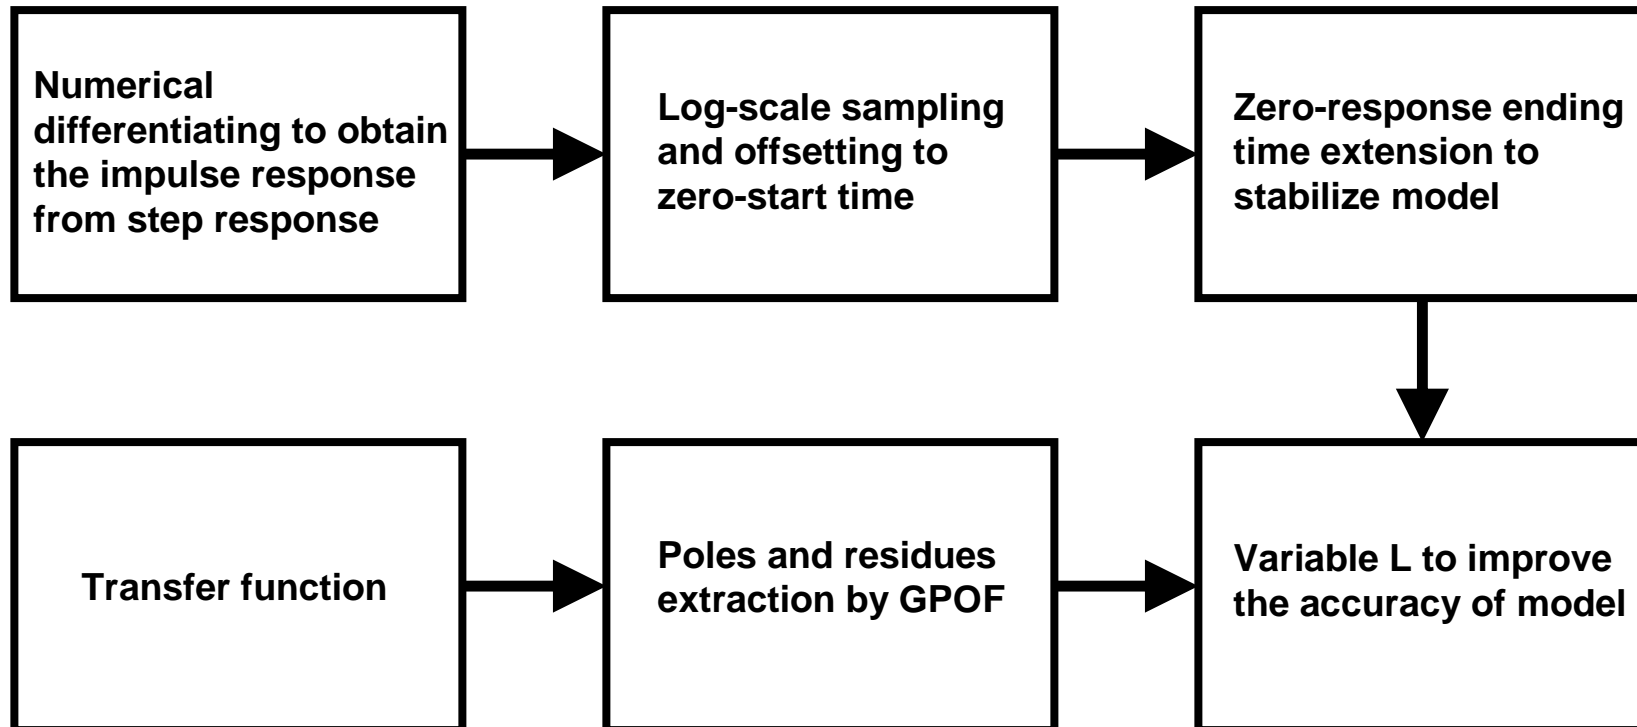 Numerical
differentiating to obtain
the impulse response
from step response
Log-scale sampling
and offsetting to
zero-start time
Zero-response ending
time extension to
stabilize model
Transfer function
Poles and residues
extraction by GPOF
Variable L to improve
the accuracy of model